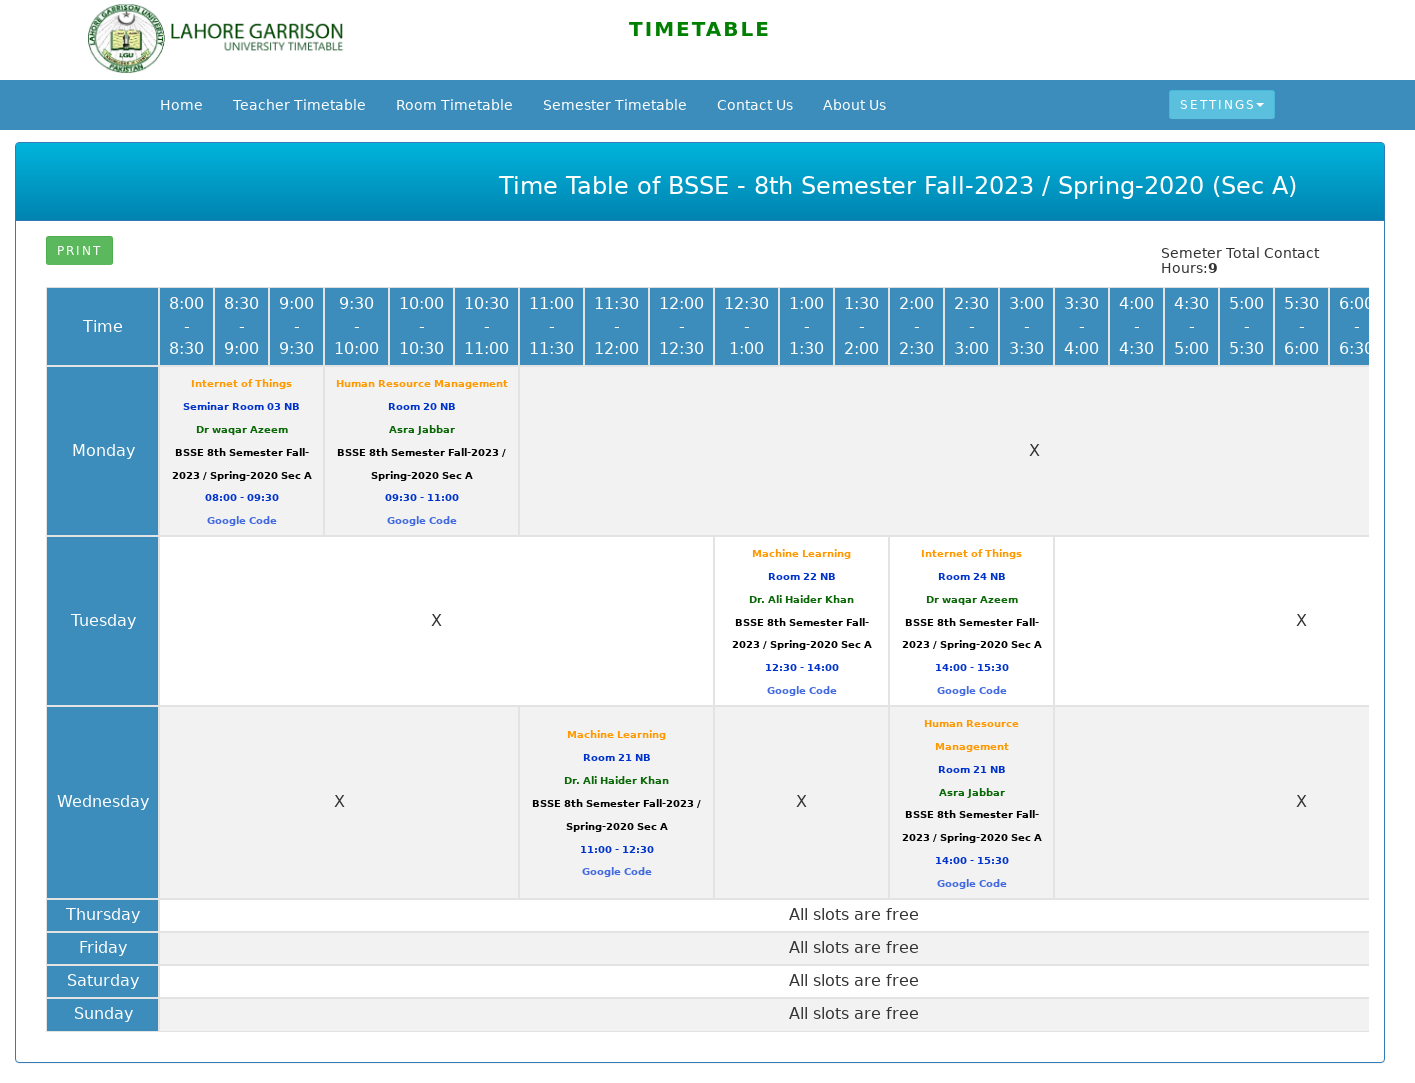 LAHORE GARRISON
UNIVERSITY TIMETABLE
LAHORE GARRISON UNIVERSITY
LGU
PAKISTAN
TIMETABLE
Home Teacher Timetable Room Timetable Semester Timetable Contact Us About Us SETTINGS
Time Table of BSSE - 8th Semester Fall-2023 / Spring-2020 (Sec A)
PRINT
Semeter Total Contact
Hours:9
Time
8:00 - 8:30
8:30 - 9:00
9:00 - 9:30
9:30 - 10:00
10:00 - 10:30
10:30 - 11:00
11:00 - 11:30
11:30 - 12:00
12:00 - 12:30
12:30 - 1:00
1:00 - 1:30
1:30 - 2:00
2:00 - 2:30
2:30 - 3:00
3:00 - 3:30
3:30 - 4:00
4:00 - 4:30
4:30 - 5:00
5:00 - 5:30
5:30 - 6:00
6:00 - 6:30
Monday
Internet of Things
Seminar Room 03 NB
Dr waqar Azeem
BSSE 8th Semester Fall-
2023 / Spring-2020 Sec A
08:00 - 09:30
Google Code
Human Resource Management
Room 20 NB
Asra Jabbar
BSSE 8th Semester Fall-2023 /
Spring-2020 Sec A
09:30 - 11:00
Google Code
X
Tuesday
X
Machine Learning
Room 22 NB
Dr. Ali Haider Khan
BSSE 8th Semester Fall-
2023 / Spring-2020 Sec A
12:30 - 14:00
Google Code
Internet of Things
Room 24 NB
Dr waqar Azeem
BSSE 8th Semester Fall-
2023 / Spring-2020 Sec A
14:00 - 15:30
Google Code
X
Wednesday
X
Machine Learning
Room 21 NB
Dr. Ali Haider Khan
BSSE 8th Semester Fall-2023 /
Spring-2020 Sec A
11:00 - 12:30
Google Code
X
Human Resource
Management
Room 21 NB
Asra Jabbar
BSSE 8th Semester Fall-
2023 / Spring-2020 Sec A
14:00 - 15:30
Google Code
X
Thursday All slots are free
Friday All slots are free
Saturday All slots are free
Sunday All slots are free